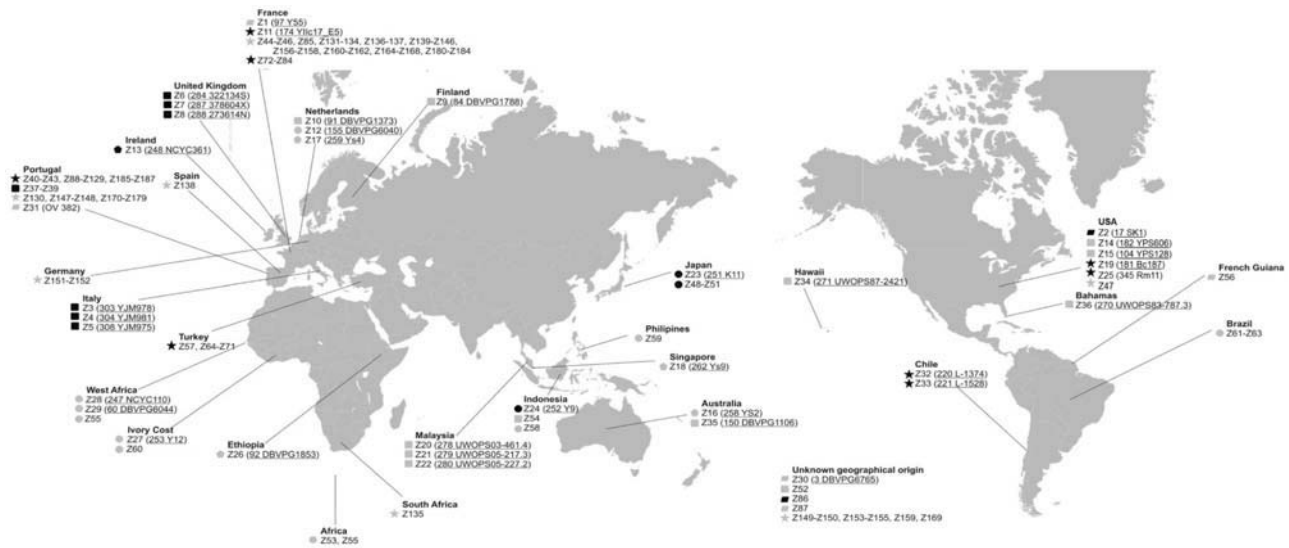 France
Z1 (97 Y55)
Z11 (174 YIIc17_E5)
Z44-Z46, Z85, Z131-134, Z136-137, Z139-Z146,
Z156-Z158, Z160-Z162, Z164-Z168, Z180-Z184
Z72-Z84
United Kingdom
Z6 (284 322134S)
Z7 (287 378604X)
Z8 (288 273614N)
Netherlands
Z10 (91 DBVPG1373)
Z12 (155 DBVPG6040)
Z17 (259 Ys4)
Finland
Z9 (84 DBVPG1788)
Ireland
Z13 (248 NCYC361)
Portugal
Z40-Z43, Z88-Z129, Z185-Z187
Z37-Z39
Z130, Z147-Z148, Z170-Z179
Z31 (OV 382)
Spain
Z138
Germany
Z151-Z152
Italy
Z3 (303 YJM978)
Z4 (304 YJM981)
Z5 (308 YJM975)
Turkey
Z57, Z64-Z71
West Africa
Z28 (247 NCYC110)
Z29 (60 DBVPG6044)
Z55
Ivory Cost
Z27 (253 Y12)
Z60
Ethiopia
Z26 (92 DBVPG1853)
South Africa
Z135
Africa
Z53, Z55
Japan
Z23 (251 K11)
Z48-Z51
Philipines
Z59
Singapore
Z18 (262 Ys9)
Indonesia
Z24 (252 Y9)
Z54
Z58
Malaysia
Z20 (278 UWOPS03-461.4)
Z21 (279 UWOPS05-217.3)
Z22 (280 UWOPS05-227.2)
Australia
Z16 (258 YS2)
Z35 (150 DBVPG1106)
Hawaii
Z34 (271 UWOPS87-2421)
USA
Z2 (17 SK1)
Z14 (182 YPS606)
Z15 (104 YPS128)
Z19 (181 Bc187)
Z25 (345 Rm11)
Z47
Bahamas
Z36 (270 UWOPS83-787.3)
French Guiana
Z56
Brazil
Z61-Z63
Chile
Z32 (220 L-1374)
Z33 (221 L-1528)
Unknown geographical origin
Z30 (3 DBVPG6765)
Z52
Z86
Z87
Z149-Z150, Z153-Z155, Z159, Z169